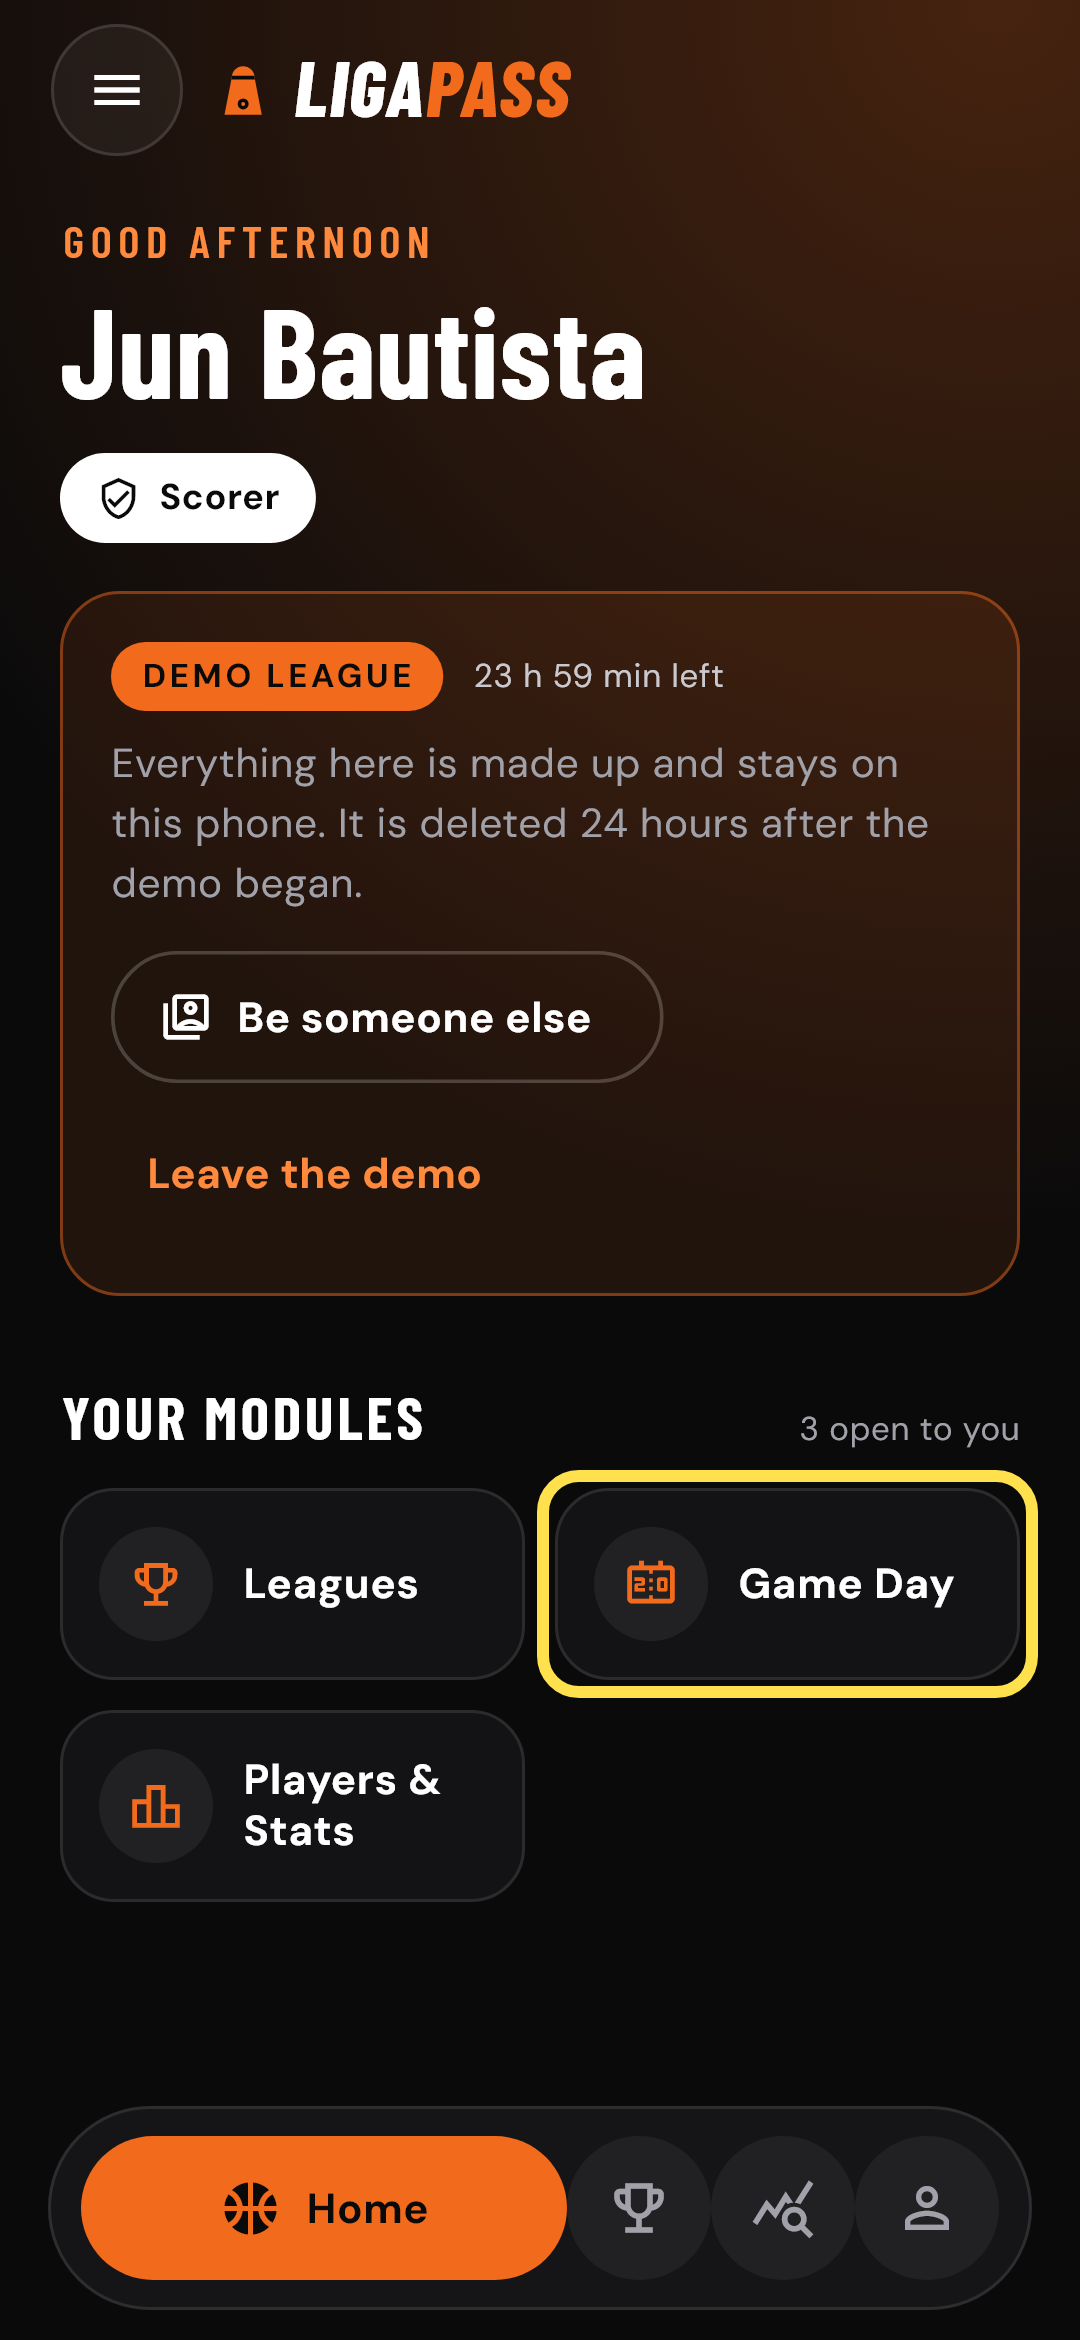 LIGAPASS
GOOD AFTERNOON
Jun Bautista
Scorer
DEMO LEAGUE 23 h 59 min left
Everything here is made up and stays on
this phone. It is deleted 24 hours after the
demo began.
Be someone else
Leave the demo
YOUR MODULES
3 open to you
Leagues
2:0
Game Day
Players &
Stats
Home